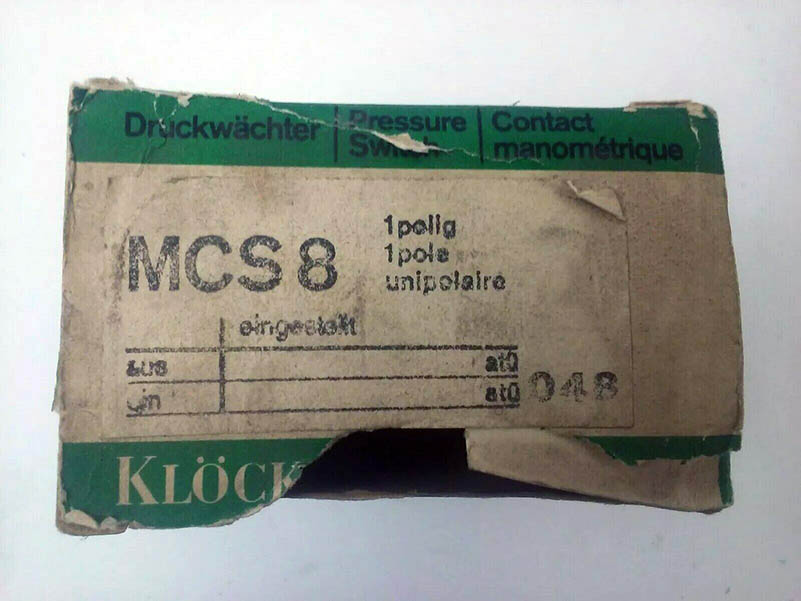 Druckwächter | Pressure Switch | Contact manométrique
MCS 8
1polig
1pole
unipolaire
eingestellt
aus atü
ein atü
048
KLÖCK